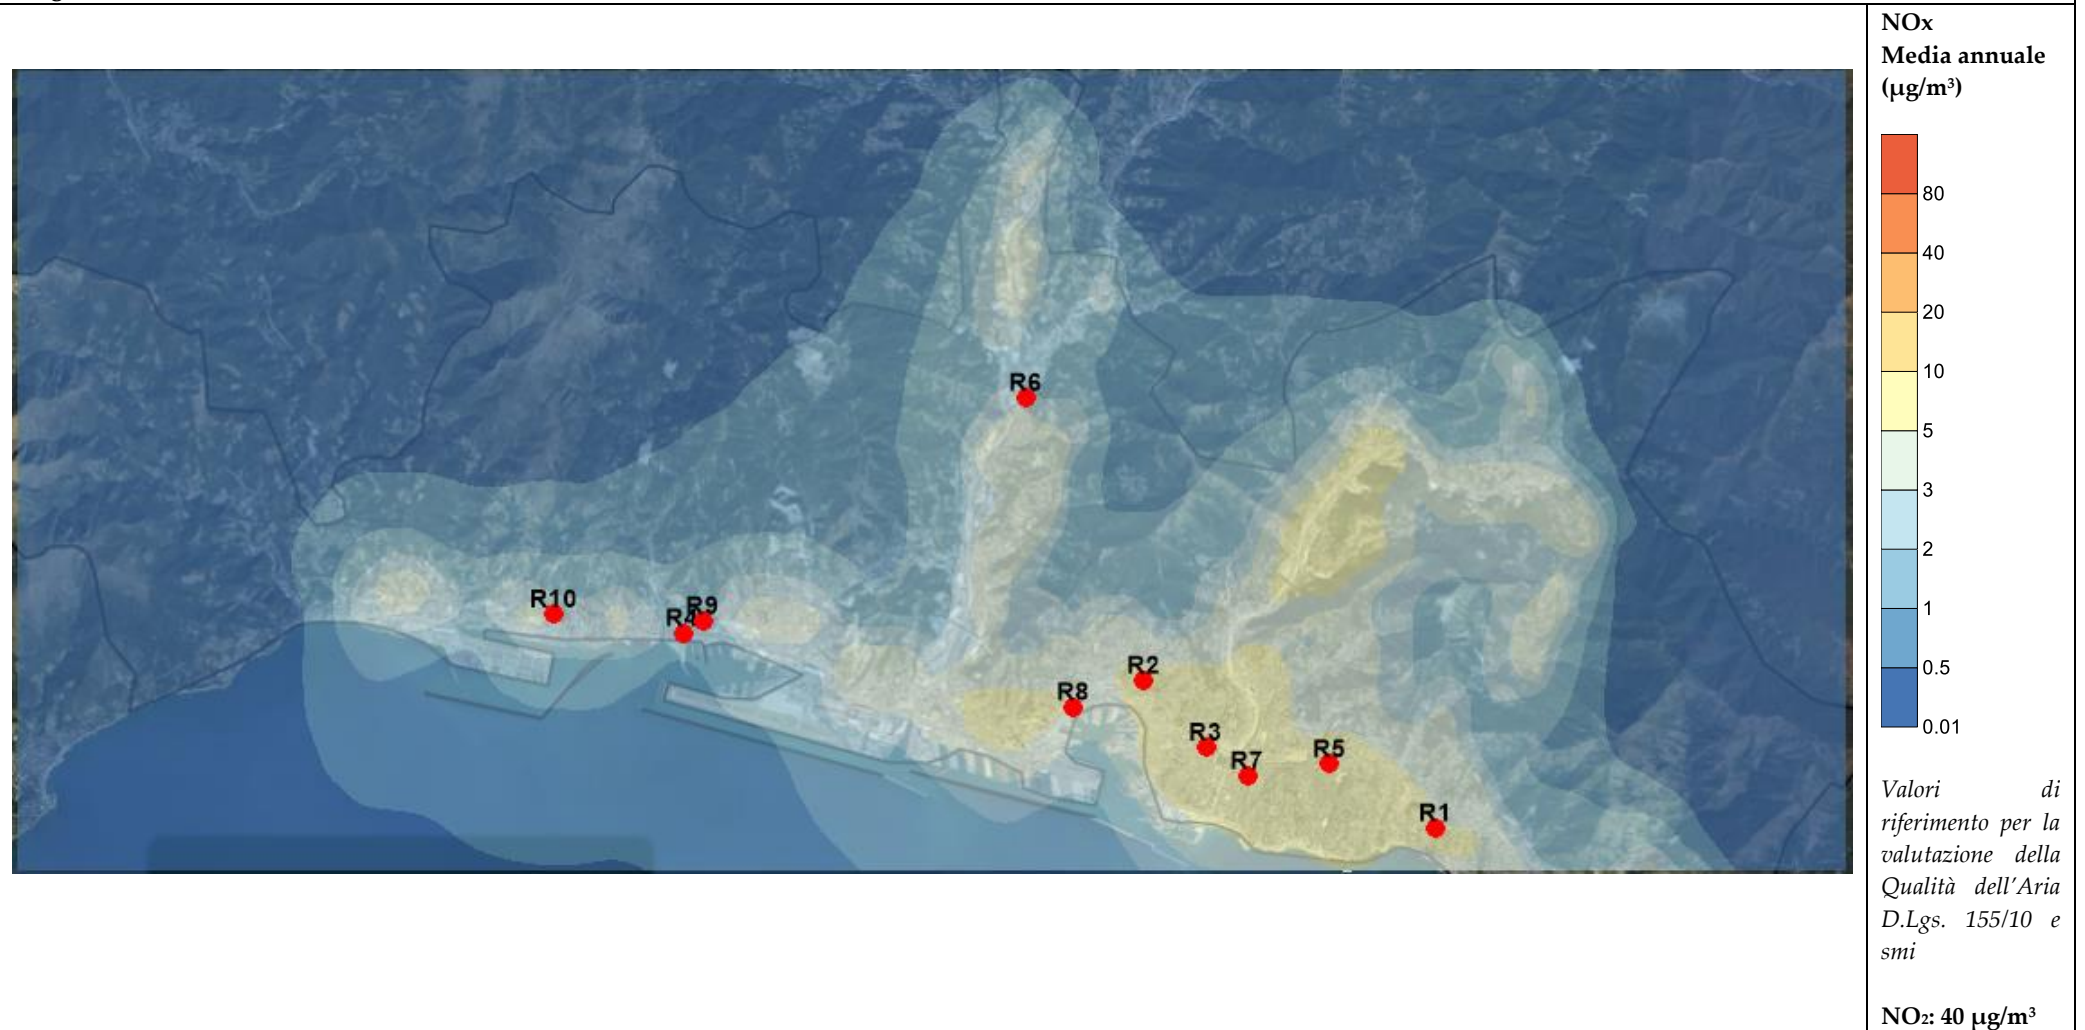 NOx
Media annuale
(µg/m³)
80
40
20
10
5
3
2
1
0.5
0.01
R6
R10
R9
R4
R2
R8
R3
R7
R5
R1
Valori di
riferimento per la
valutazione della
Qualità dell'Aria
D.Lgs. 155/10 e
smi
NO₂: 40 µg/m³